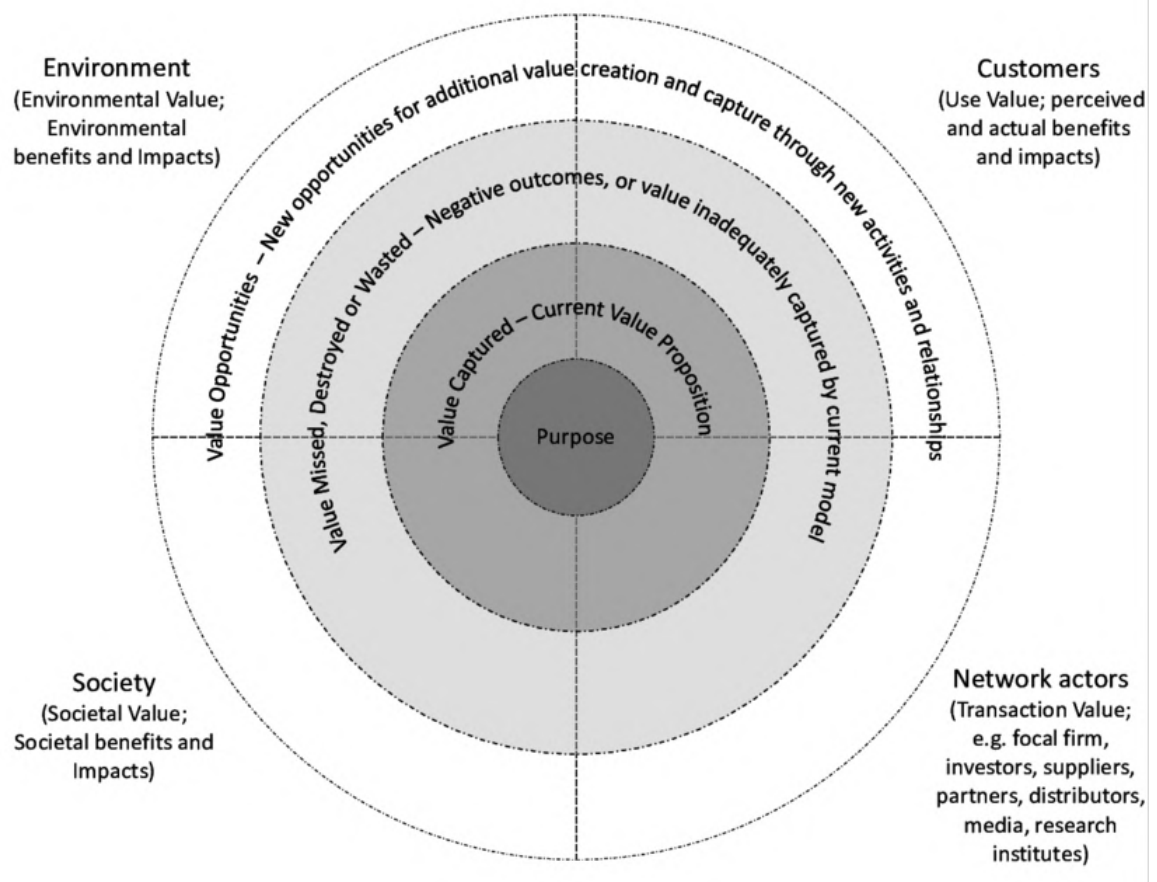 Environment
(Environmental Value;
Environmental
benefits and Impacts)
Customers
(Use Value; perceived
and actual benefits
and impacts)
Value Opportunities – New opportunities for additional value creation and capture through new activities and relationships
Value Missed, Destroyed or Wasted – Negative outcomes, or value inadequately captured by current model
Value Captured – Current Value Proposition
Purpose
Society
(Societal Value;
Societal benefits and
Impacts)
Network actors
(Transaction Value;
e.g. focal firm,
investors, suppliers,
partners, distributors,
media, research
institutes)